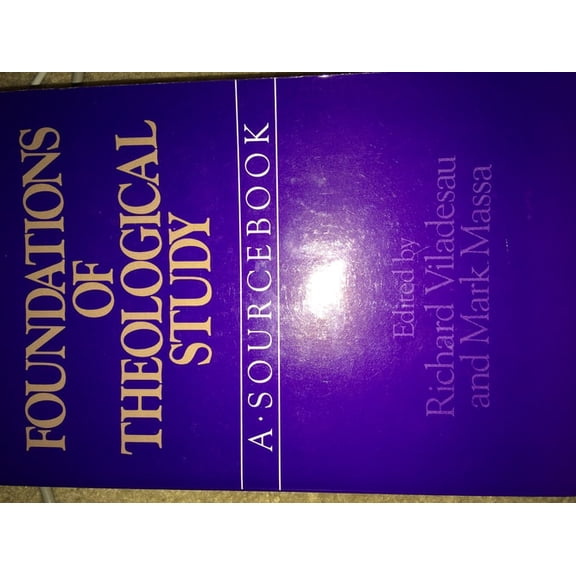 FOUNDATIONS
OF
THEOLOGICAL
STUDY
A·SOURCEBOOK
Edited by
Richard Viladesau
and Mark Massa